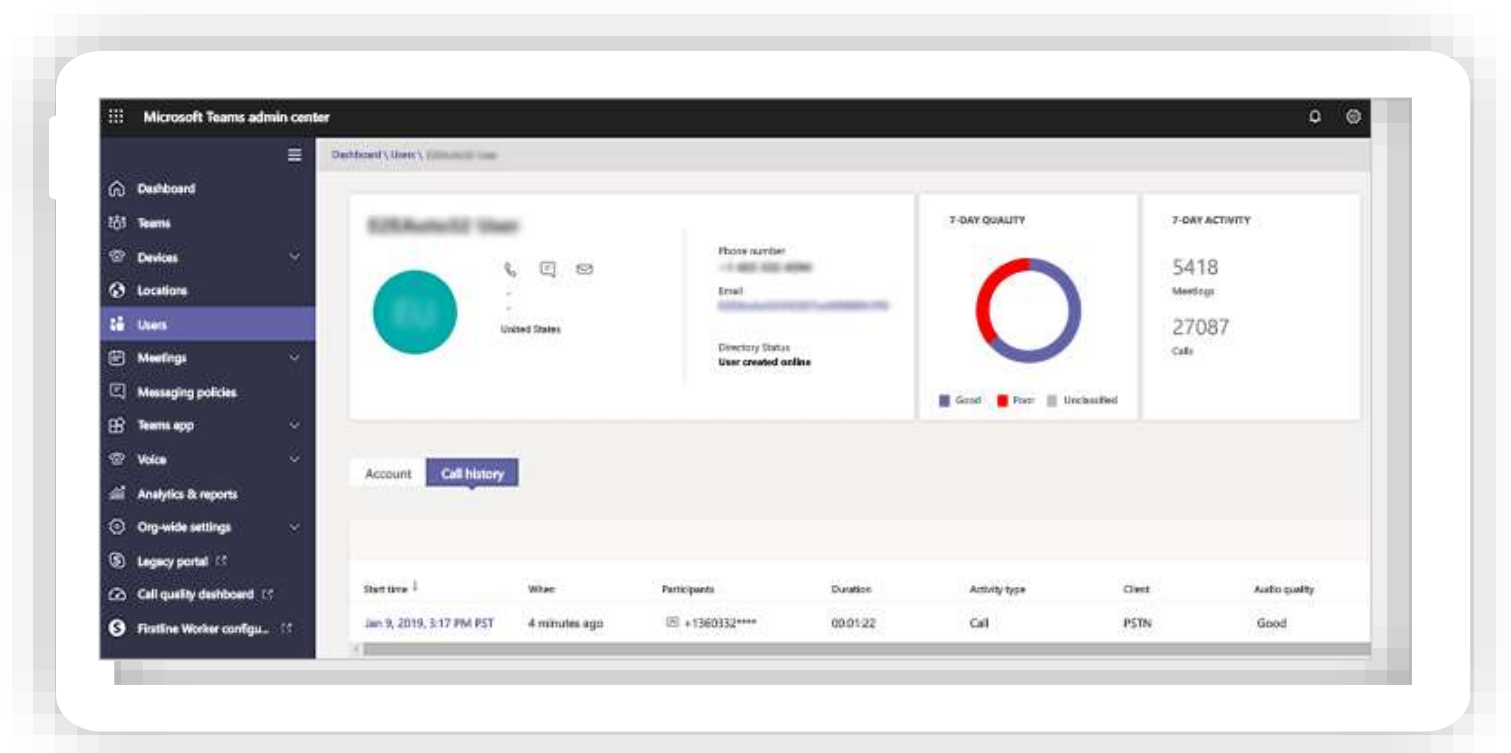 Microsoft Teams admin center
Dashboard \ Users \
Dashboard
Teams
Devices
Locations
Users
Meetings
Messaging policies
Teams app
Voice
Analytics & reports
Org-wide settings
Legacy portal
Call quality dashboard
Firstline Worker configu...
United States
Phone number
Email
Directory Status
User created online
7-DAY QUALITY
Good Poor Unclassified
7-DAY ACTIVITY
5418
Meetings
27087
Calls
Account Call history
Start time When Participants Duration Activity type Client Audio quality
Jan 9, 2019, 3:17 PM PST 4 minutes ago +1360332**** 00:01:22 Call PSTN Good